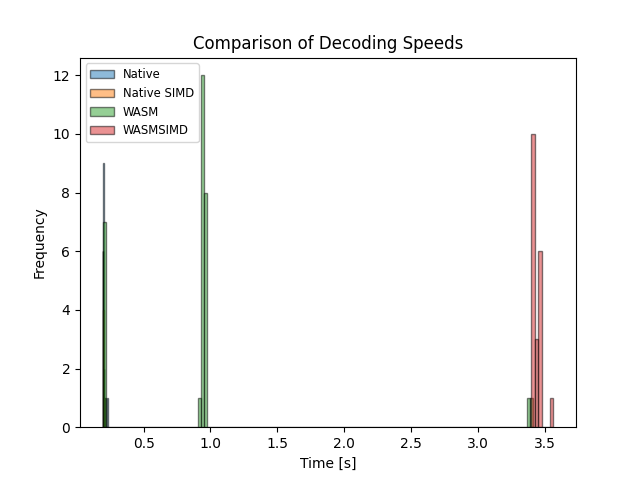 Comparison of Decoding Speeds
Native
Native SIMD
WASM
WASMSIMD
Frequency
12
10
8
6
4
2
0
0.5 1.0 1.5 2.0 2.5 3.0 3.5
Time [s]